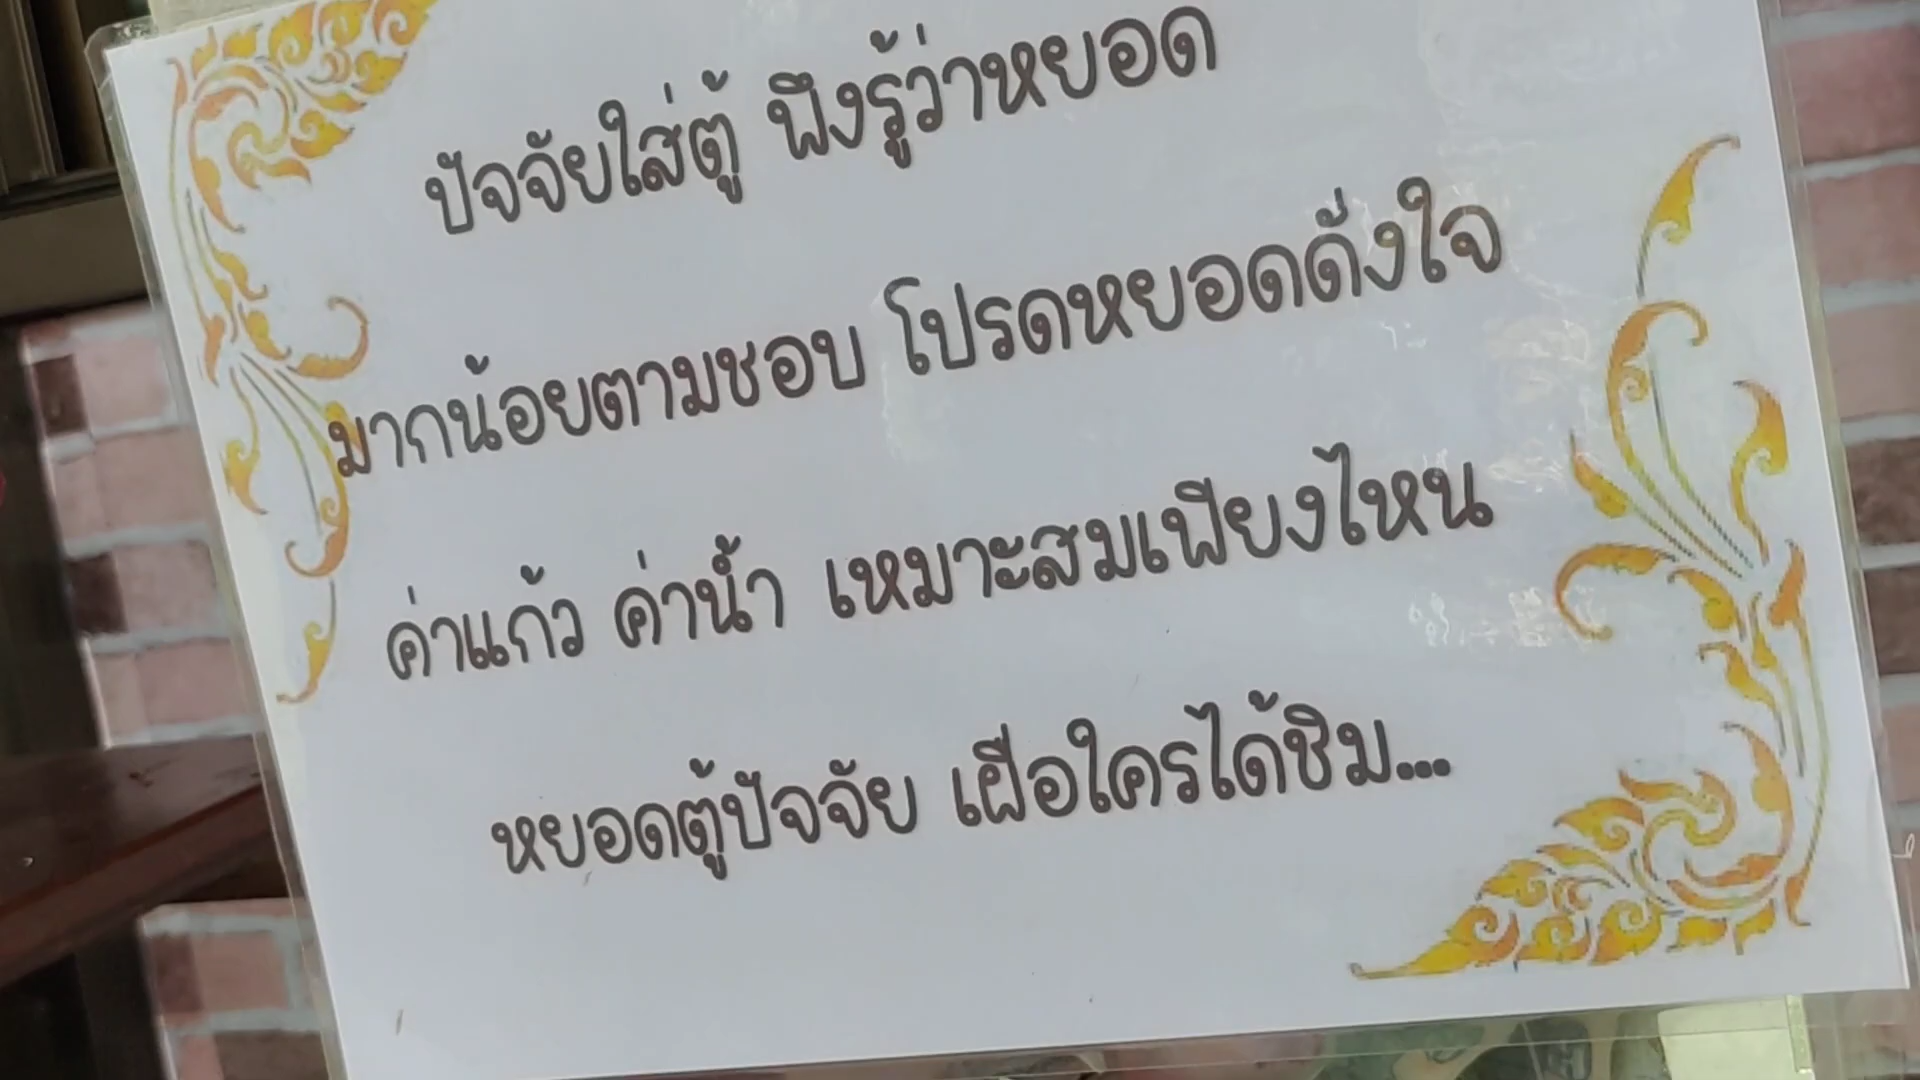 ปัจจัยใส่ตู้ พึงรู้ว่าหยอด
มากน้อยตามชอบ โปรดหยอดดั่งใจ
ค่าแก้ว ค่าน้ำ เหมาะสมเพียงไหน
หยอดตู้ปัจจัย เผื่อใครได้ชิม...